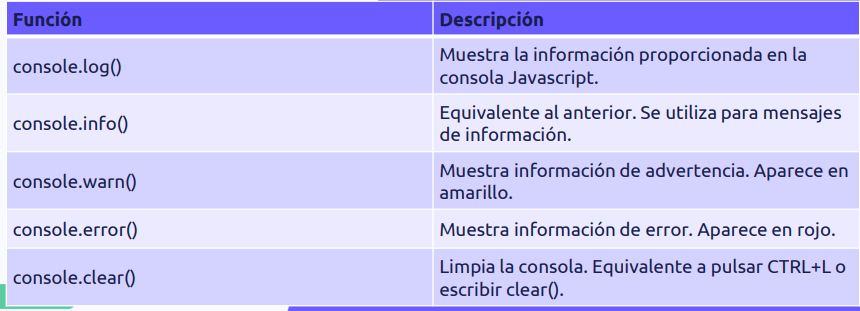 Función Descripción
console.log() Muestra la información proporcionada en la
consola Javascript.
console.info() Equivalente al anterior. Se utiliza para mensajes
de información.
console.warn() Muestra información de advertencia. Aparece en
amarillo.
console.error() Muestra información de error. Aparece en rojo.
console.clear() Limpia la consola. Equivalente a pulsar CTRL+L o
escribir clear().